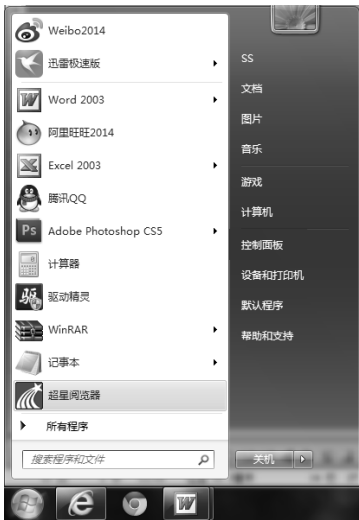 Weibo2014
迅雷极速版
Word 2003
阿里旺旺2014
Excel 2003
腾讯QQ
Ps Adobe Photoshop CS5
计算器
驱动精灵
WinRAR
记事本
超星阅览器
所有程序
搜索程序和文件
SS
文档
图片
音乐
游戏
计算机
控制面板
设备和打印机
默认程序
帮助和支持
关机